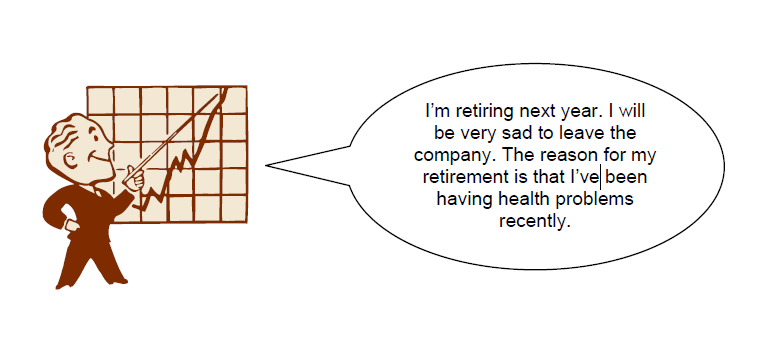 I’m retiring next year. I will
be very sad to leave the
company. The reason for my
retirement is that I’ve been
having health problems
recently.